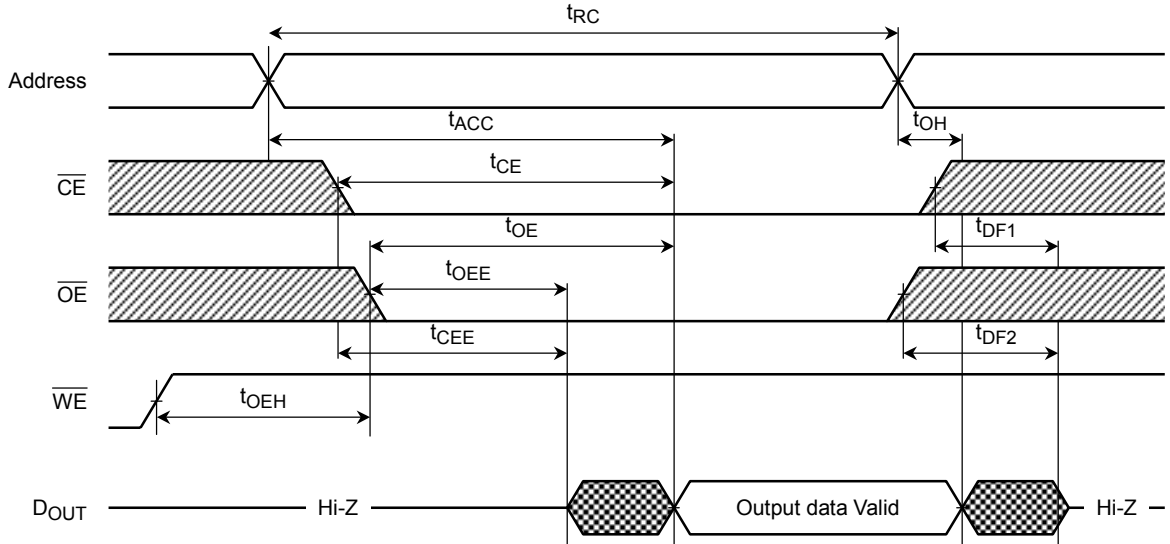 tRC
Address
tACC
tOH
CE
tCE
tDF1
tOE
OE
tOEE
tDF2
tCEE
WE
tOEH
DOUT
Hi-Z
Output data Valid
Hi-Z